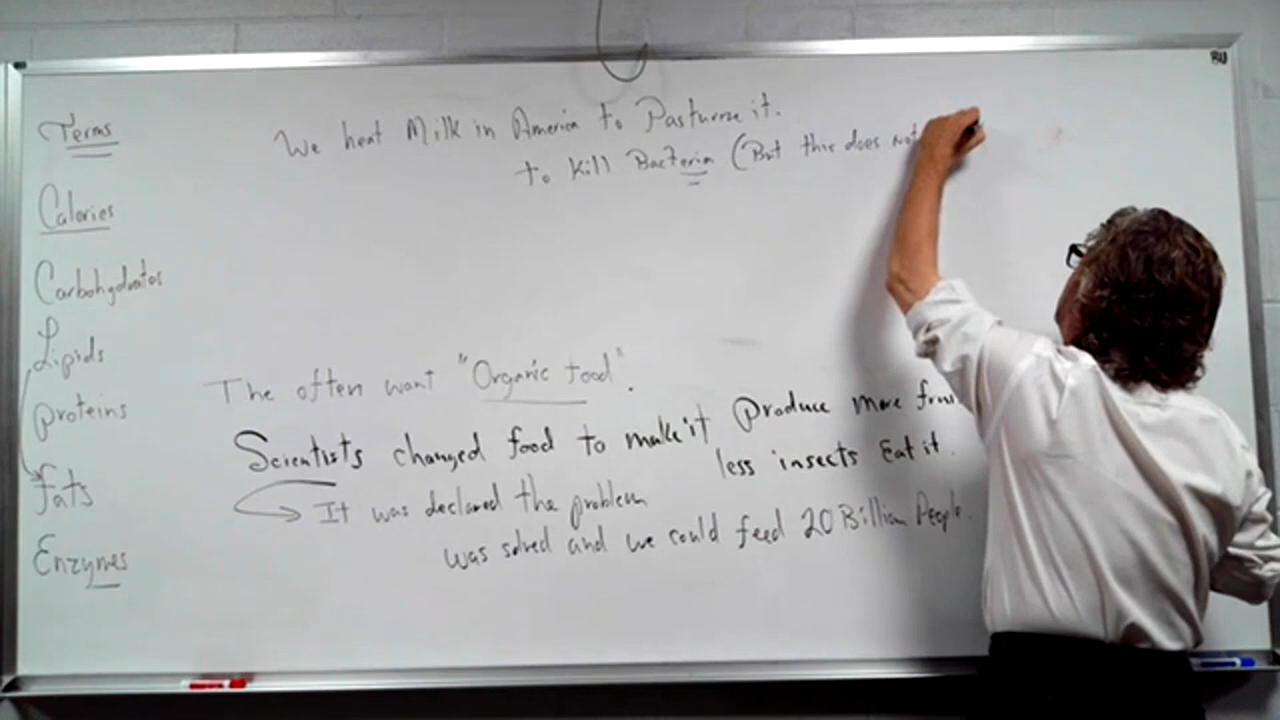 Terms
Calories
Carbohydrates
Lipids
proteins
fats
Enzymes
We heat Milk in America to Pasturze it.
to Kill Bacteria (But this does not
The often want "Organic food".
Scientists changed food to make it Produce more
less insects Eat it.
It was declared the problem
was solved and we could feed 20 Billion People.
BU